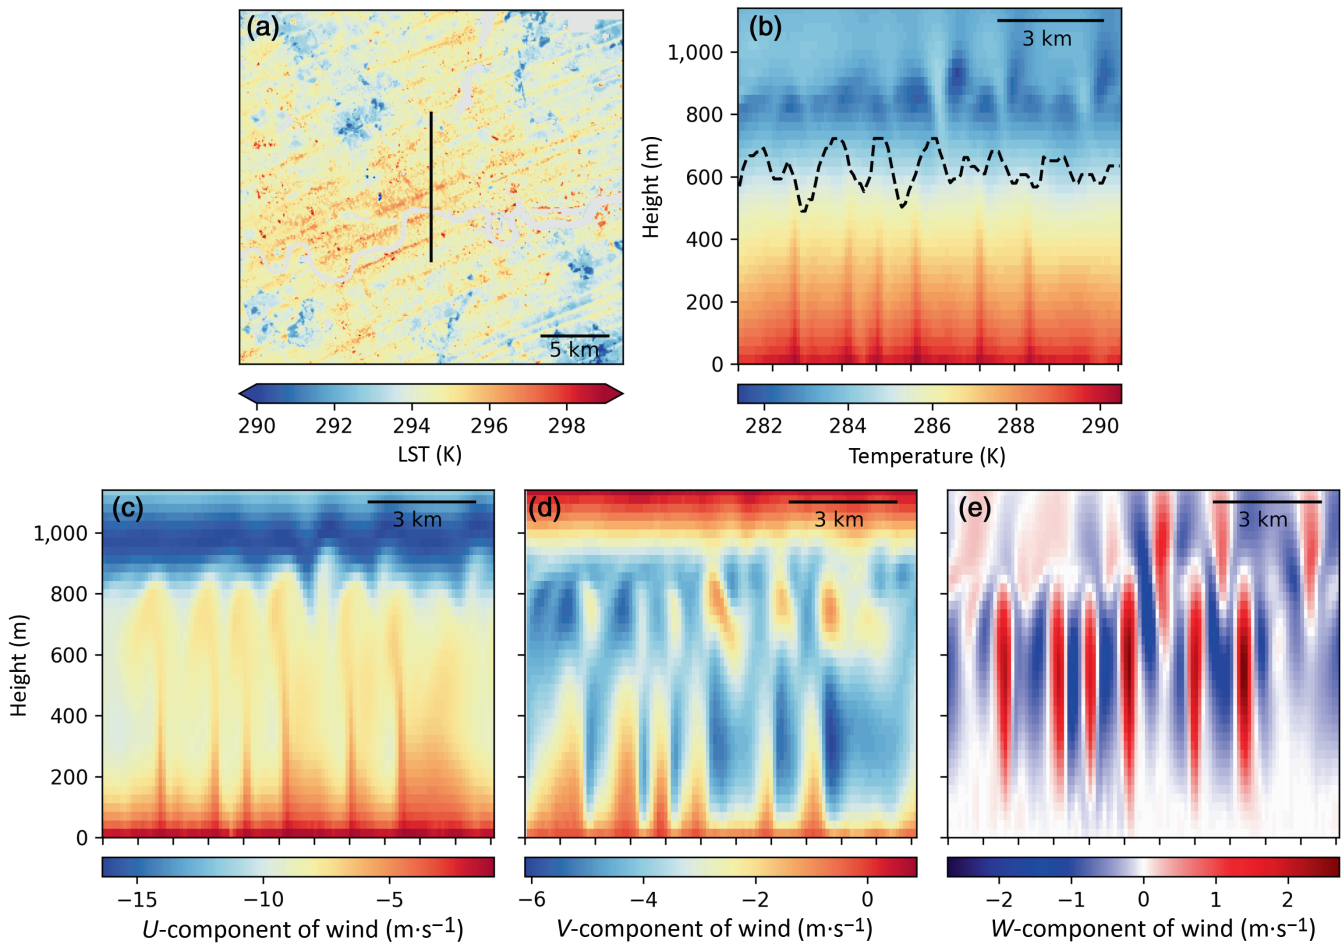 (a)
5 km
290 292 294 296 298
LST (K)
(b)
3 km
1,000
800
600
400
200
0
Height (m)
282 284 286 288 290
Temperature (K)
(c)
3 km
1,000
800
600
400
200
0
Height (m)
−15 −10 −5
U-component of wind (m·s−1)
(d)
3 km
−6 −4 −2 0
V-component of wind (m·s−1)
(e)
3 km
−2 −1 0 1 2
W-component of wind (m·s−1)